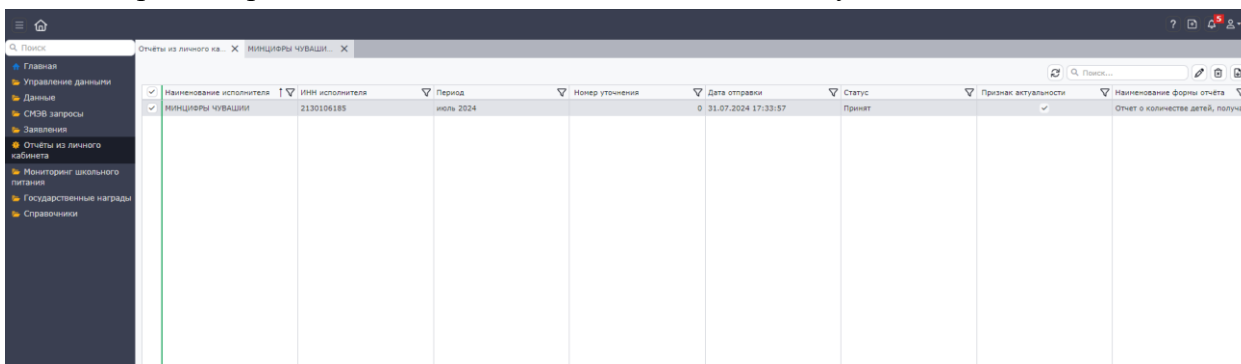 5
Поиск
Отчёты из личного ка... МИНЦИФРЫ ЧУВАШИ...
Главная
Управление данными
Данные
СМЭВ запросы
Заявления
Отчёты из личного
кабинета
Мониторинг школьного
питания
Государственные награды
Справочники
Поиск...
Наименование исполнителя ИНН исполнителя Период Номер уточнения Дата отправки Статус Признак актуальности Наименование формы отчёта
МИНЦИФРЫ ЧУВАШИИ 2130106185 июль 2024 0 31.07.2024 17:33:57 Принят Отчет о количестве детей, получа